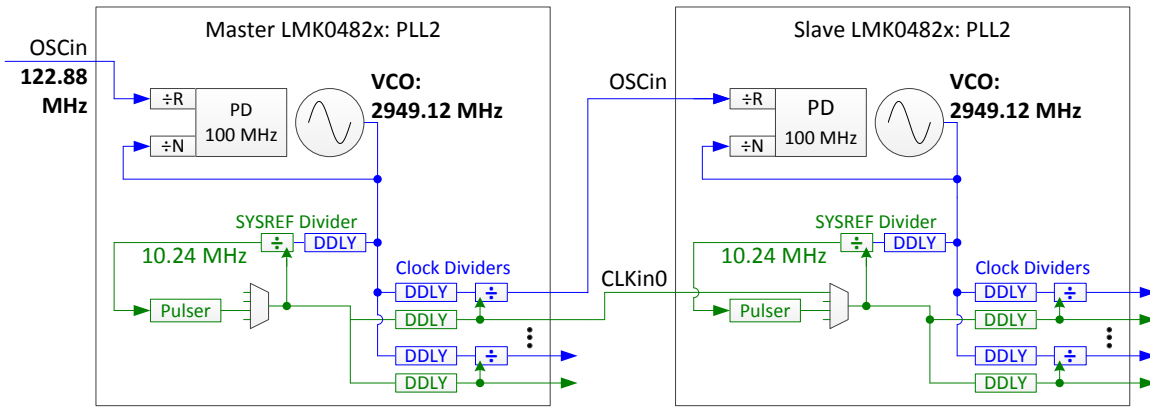 Master LMK0482x: PLL2
OSCin
122.88
MHz
÷R
÷N
PD
100 MHz
VCO:
2949.12 MHz
SYSREF Divider
÷
DDLY
10.24 MHz
Pulser
Clock Dividers
DDLY
÷
DDLY
DDLY
÷
DDLY
Slave LMK0482x: PLL2
OSCin
÷R
÷N
PD
100 MHz
VCO:
2949.12 MHz
SYSREF Divider
÷
DDLY
10.24 MHz
CLKin0
Pulser
Clock Dividers
DDLY
÷
DDLY
DDLY
÷
DDLY